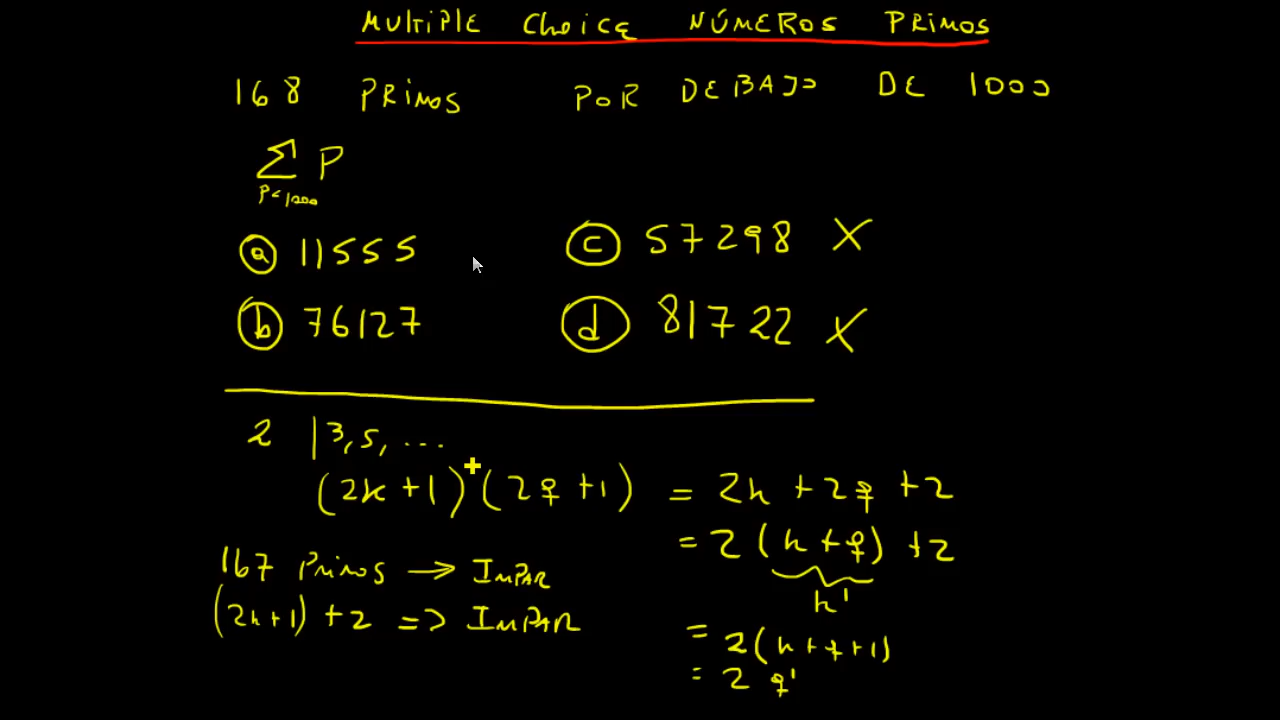 MULTIPLE CHOICE NÚMEROS PRIMOS
168 PRIMOS POR DEBAJO DE 1000
∑ P
P<1000
a 11555 c 57298 X
b 76127 d 81722 X
2 | 3, 5, ...
(2k+1) + (2q+1) = 2k + 2q + 2
= 2(k+q) + 2
k'
167 PRIMOS → IMPAR
(2k+1) + 2 => IMPAR
= 2(k+q+1)
= 2 q'